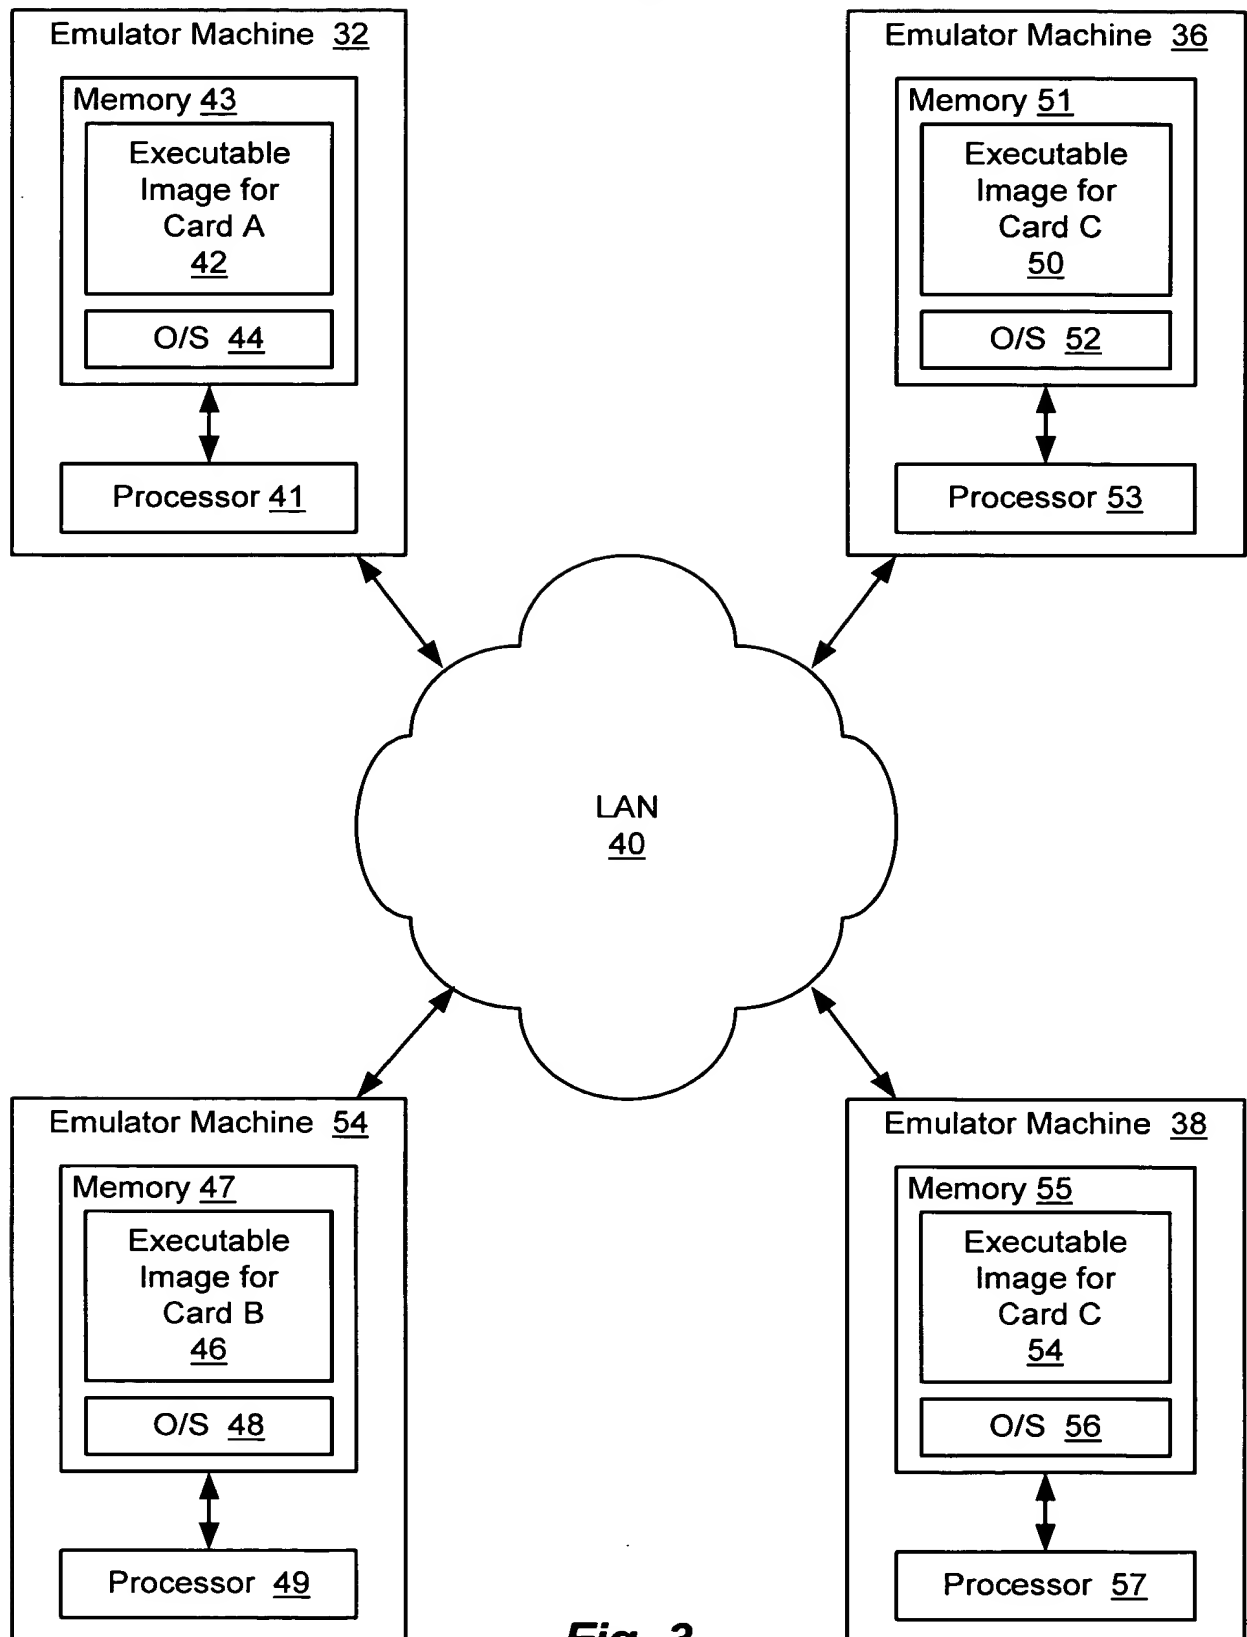 Emulator Machine 32
Memory 43
Executable
Image for
Card A
42
O/S 44
Processor 41
Emulator Machine 36
Memory 51
Executable
Image for
Card C
50
O/S 52
Processor 53
LAN
40
Emulator Machine 54
Memory 47
Executable
Image for
Card B
46
O/S 48
Processor 49
Emulator Machine 38
Memory 55
Executable
Image for
Card C
54
O/S 56
Processor 57
Fig.